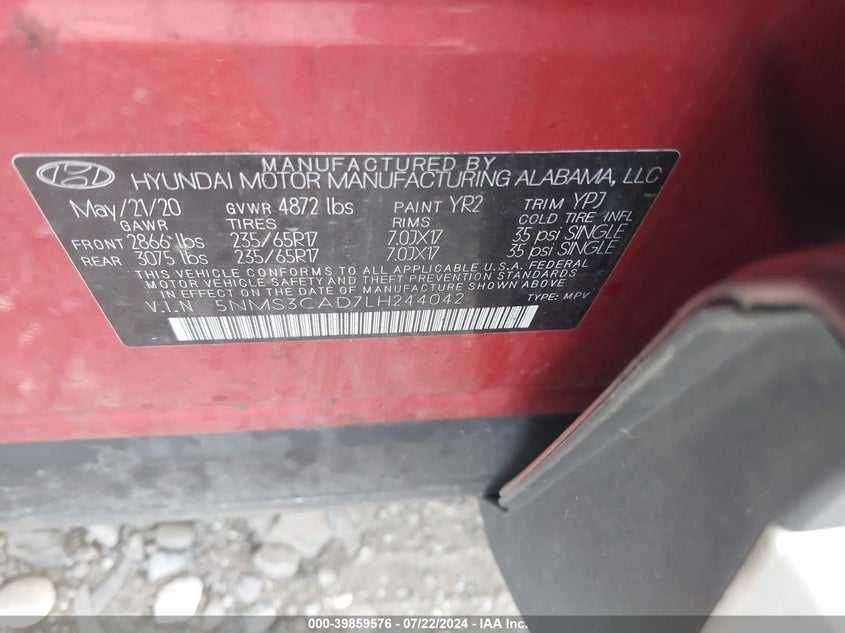 MANUFACTURED BY
HYUNDAI MOTOR MANUFACTURING ALABAMA, LLC
May/21/20 GVWR 4872 lbs PAINT YR2 TRIM YP7
GAWR TIRES RIMS COLD TIRE INFL
FRONT 2866 lbs 235/65R17 7.0JX17 35 psi SINGLE
REAR 3075 lbs 235/65R17 7.0JX17 35 psi SINGLE
THIS VEHICLE CONFORMS TO ALL APPLICABLE U.S.A. FEDERAL
MOTOR VEHICLE SAFETY AND THEFT PREVENTION STANDARDS
IN EFFECT ON THE DATE OF MANUFACTURE SHOWN ABOVE
V.I.N 5NMS3CAD7LH244042 TYPE: MPV
000-39859576 - 07/22/2024 - IAA Inc.